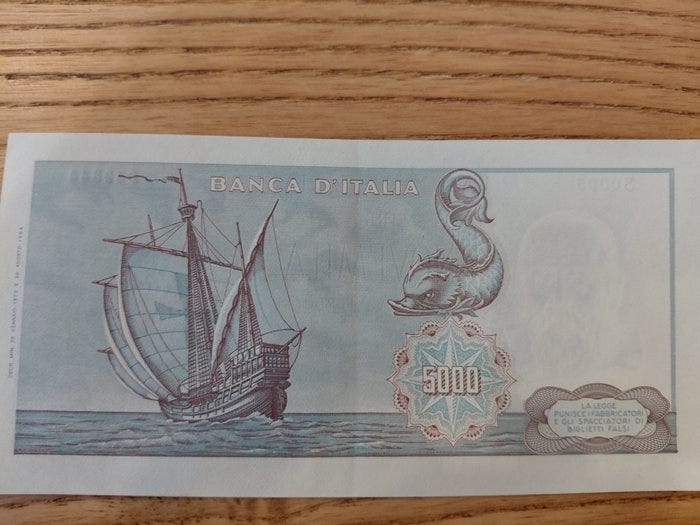 BANCA D'ITALIA
5000
LA LEGGE
PUNISCE I FABBRICATORI
E GLI SPACCIATORI DI
BIGLIETTI FALSI